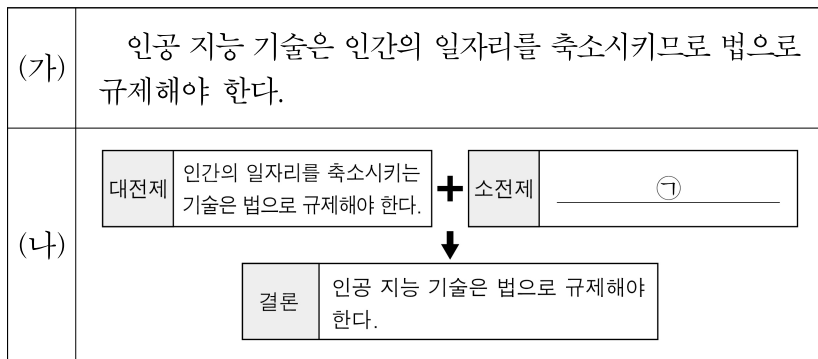 (가)
인공 지능 기술은 인간의 일자리를 축소시키므로 법으로
규제해야 한다.
(나)
대전제
인간의 일자리를 축소시키는
기술은 법으로 규제해야 한다.
+
소전제
㉠
결론
인공 지능 기술은 법으로 규제해야
한다.